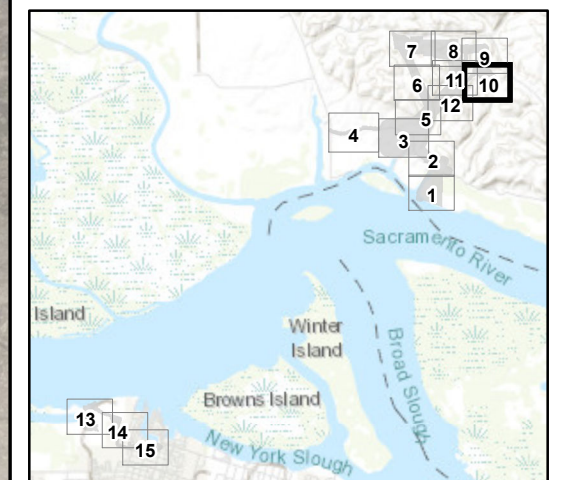 7 8 9
6 11 10
12
5
4 3
2
1
Sacramento River
Island
Winter
Island
Broad Slough
Browns Island
13
14
15
New York Slough